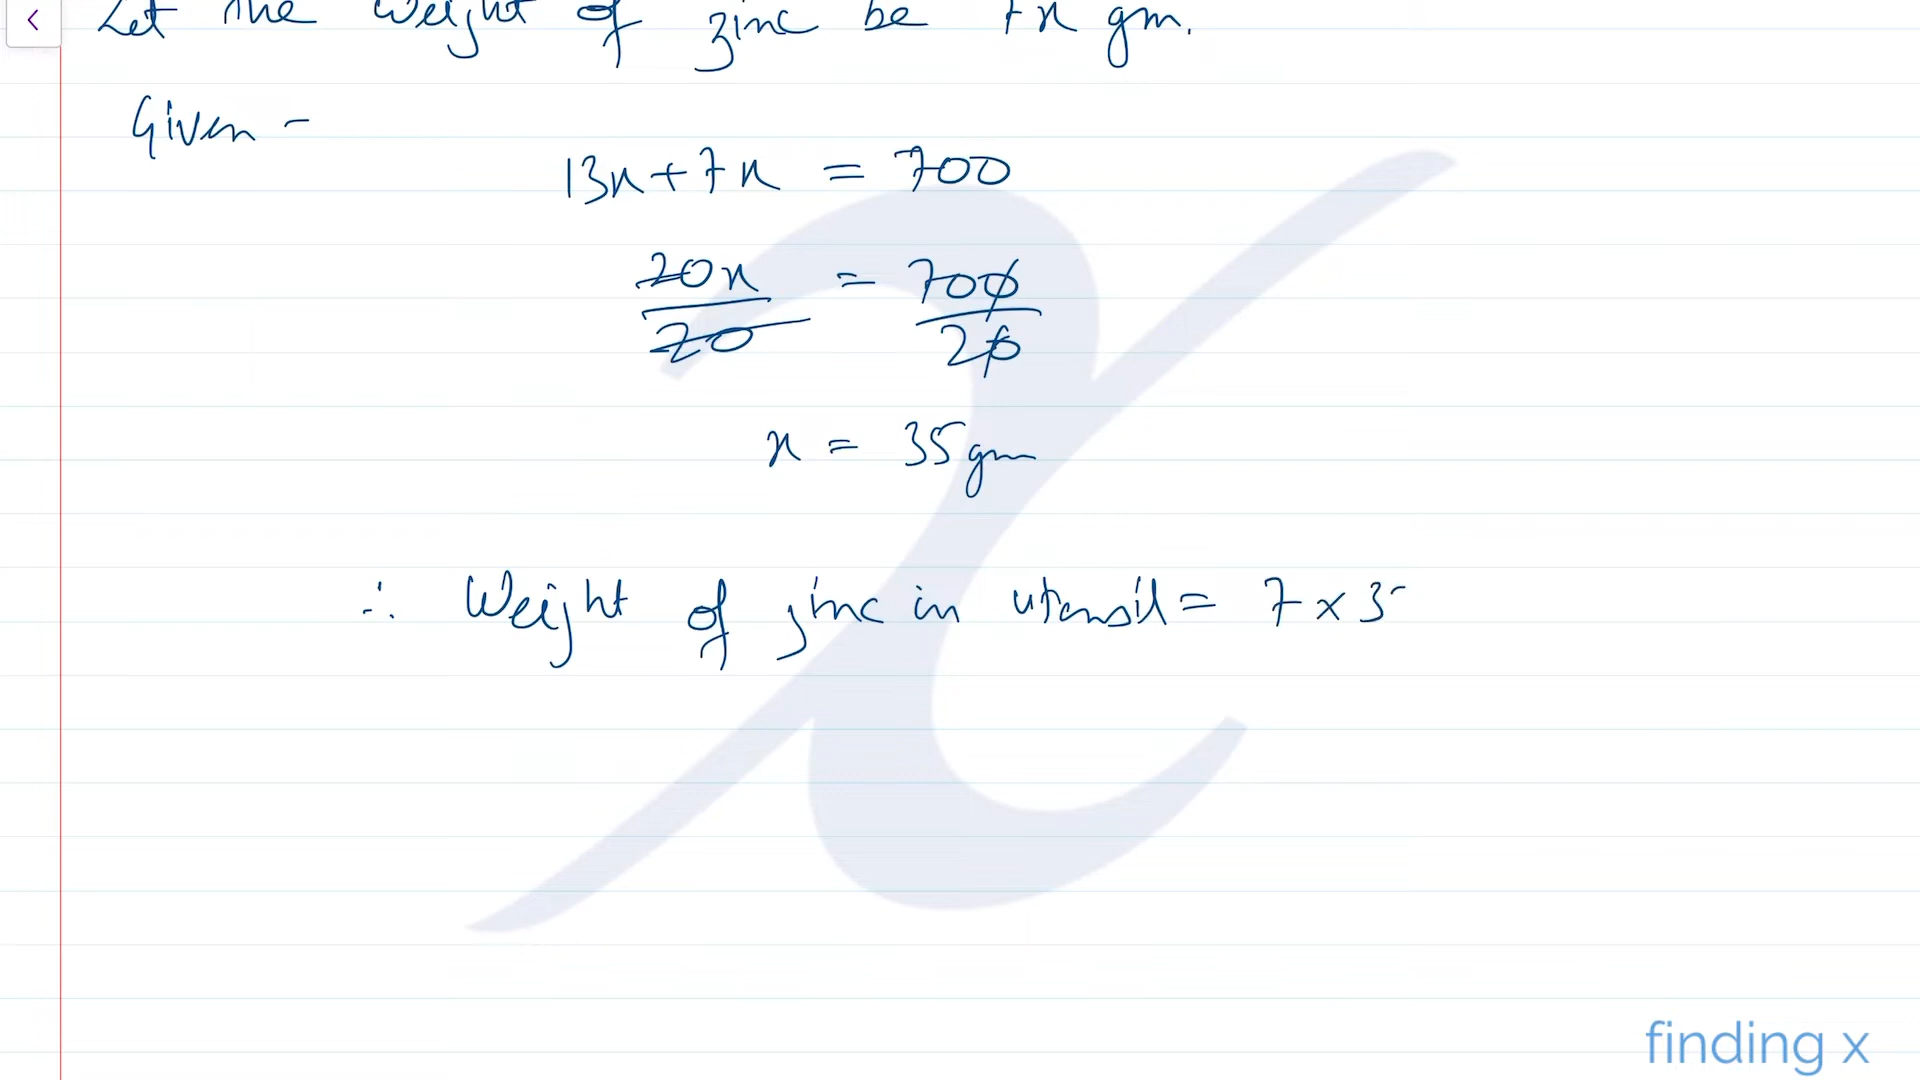 Let the weight of zinc be 7x gm.
Given -
13x + 7x = 700
20x = 700
20 20
x = 35 gm
∴ Weight of zinc in utensil = 7 × 3
finding x